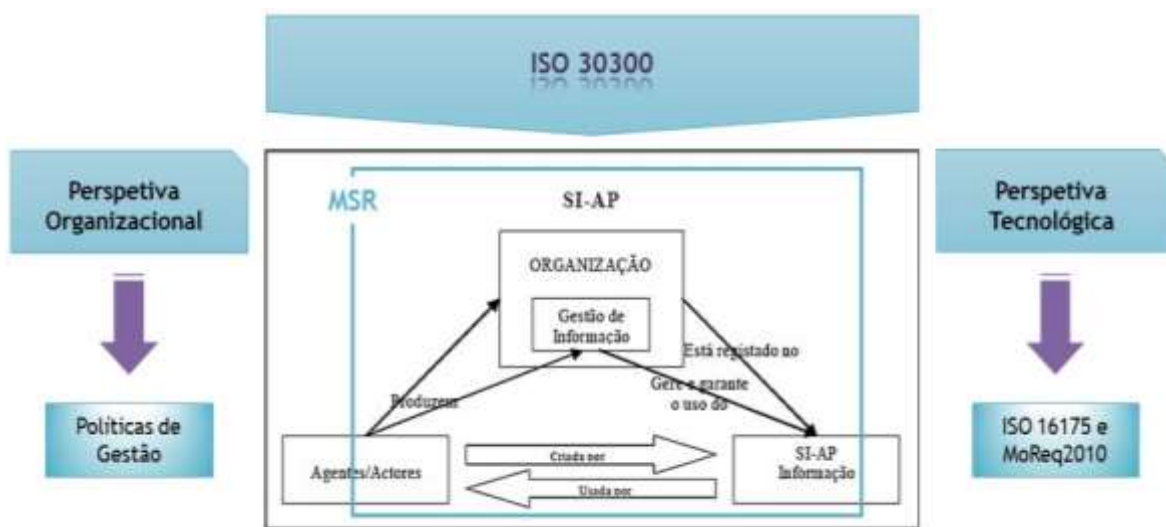 ISO 30300
Perspetiva
Organizacional
Políticas de
Gestão
MSR
SI-AP
ORGANIZAÇÃO
Gestão de
Informação
Está registado no
Produzem
Gere e garante
o uso do
Agentes/Actores
Criada por
Usada por
SI-AP
Informação
Perspetiva
Tecnológica
ISO 16175 e
MoReq2010